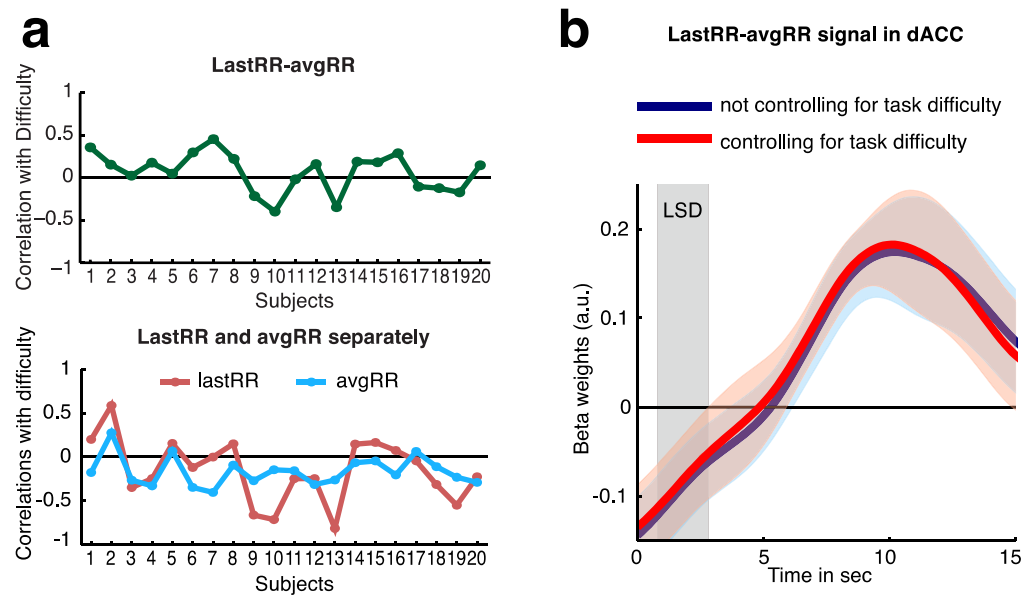 a
LastRR-avgRR
Correlation with Difficulty
1
0.5
0
−0.5
−1
1 2 3 4 5 6 7 8 9 10 11 12 13 14 15 16 17 18 19 20
Subjects
LastRR and avgRR separately
Correlations with difficulty
lastRR avgRR
1
0.5
0
-0.5
-1
1 2 3 4 5 6 7 8 9 10 11 12 13 14 15 16 17 18 19 20
Subjects
b
LastRR-avgRR signal in dACC
not controlling for task difficulty
controlling for task difficulty
LSD
Beta weights (a.u.)
0.2
0.1
0
-0.1
0 5 10 15
Time in sec